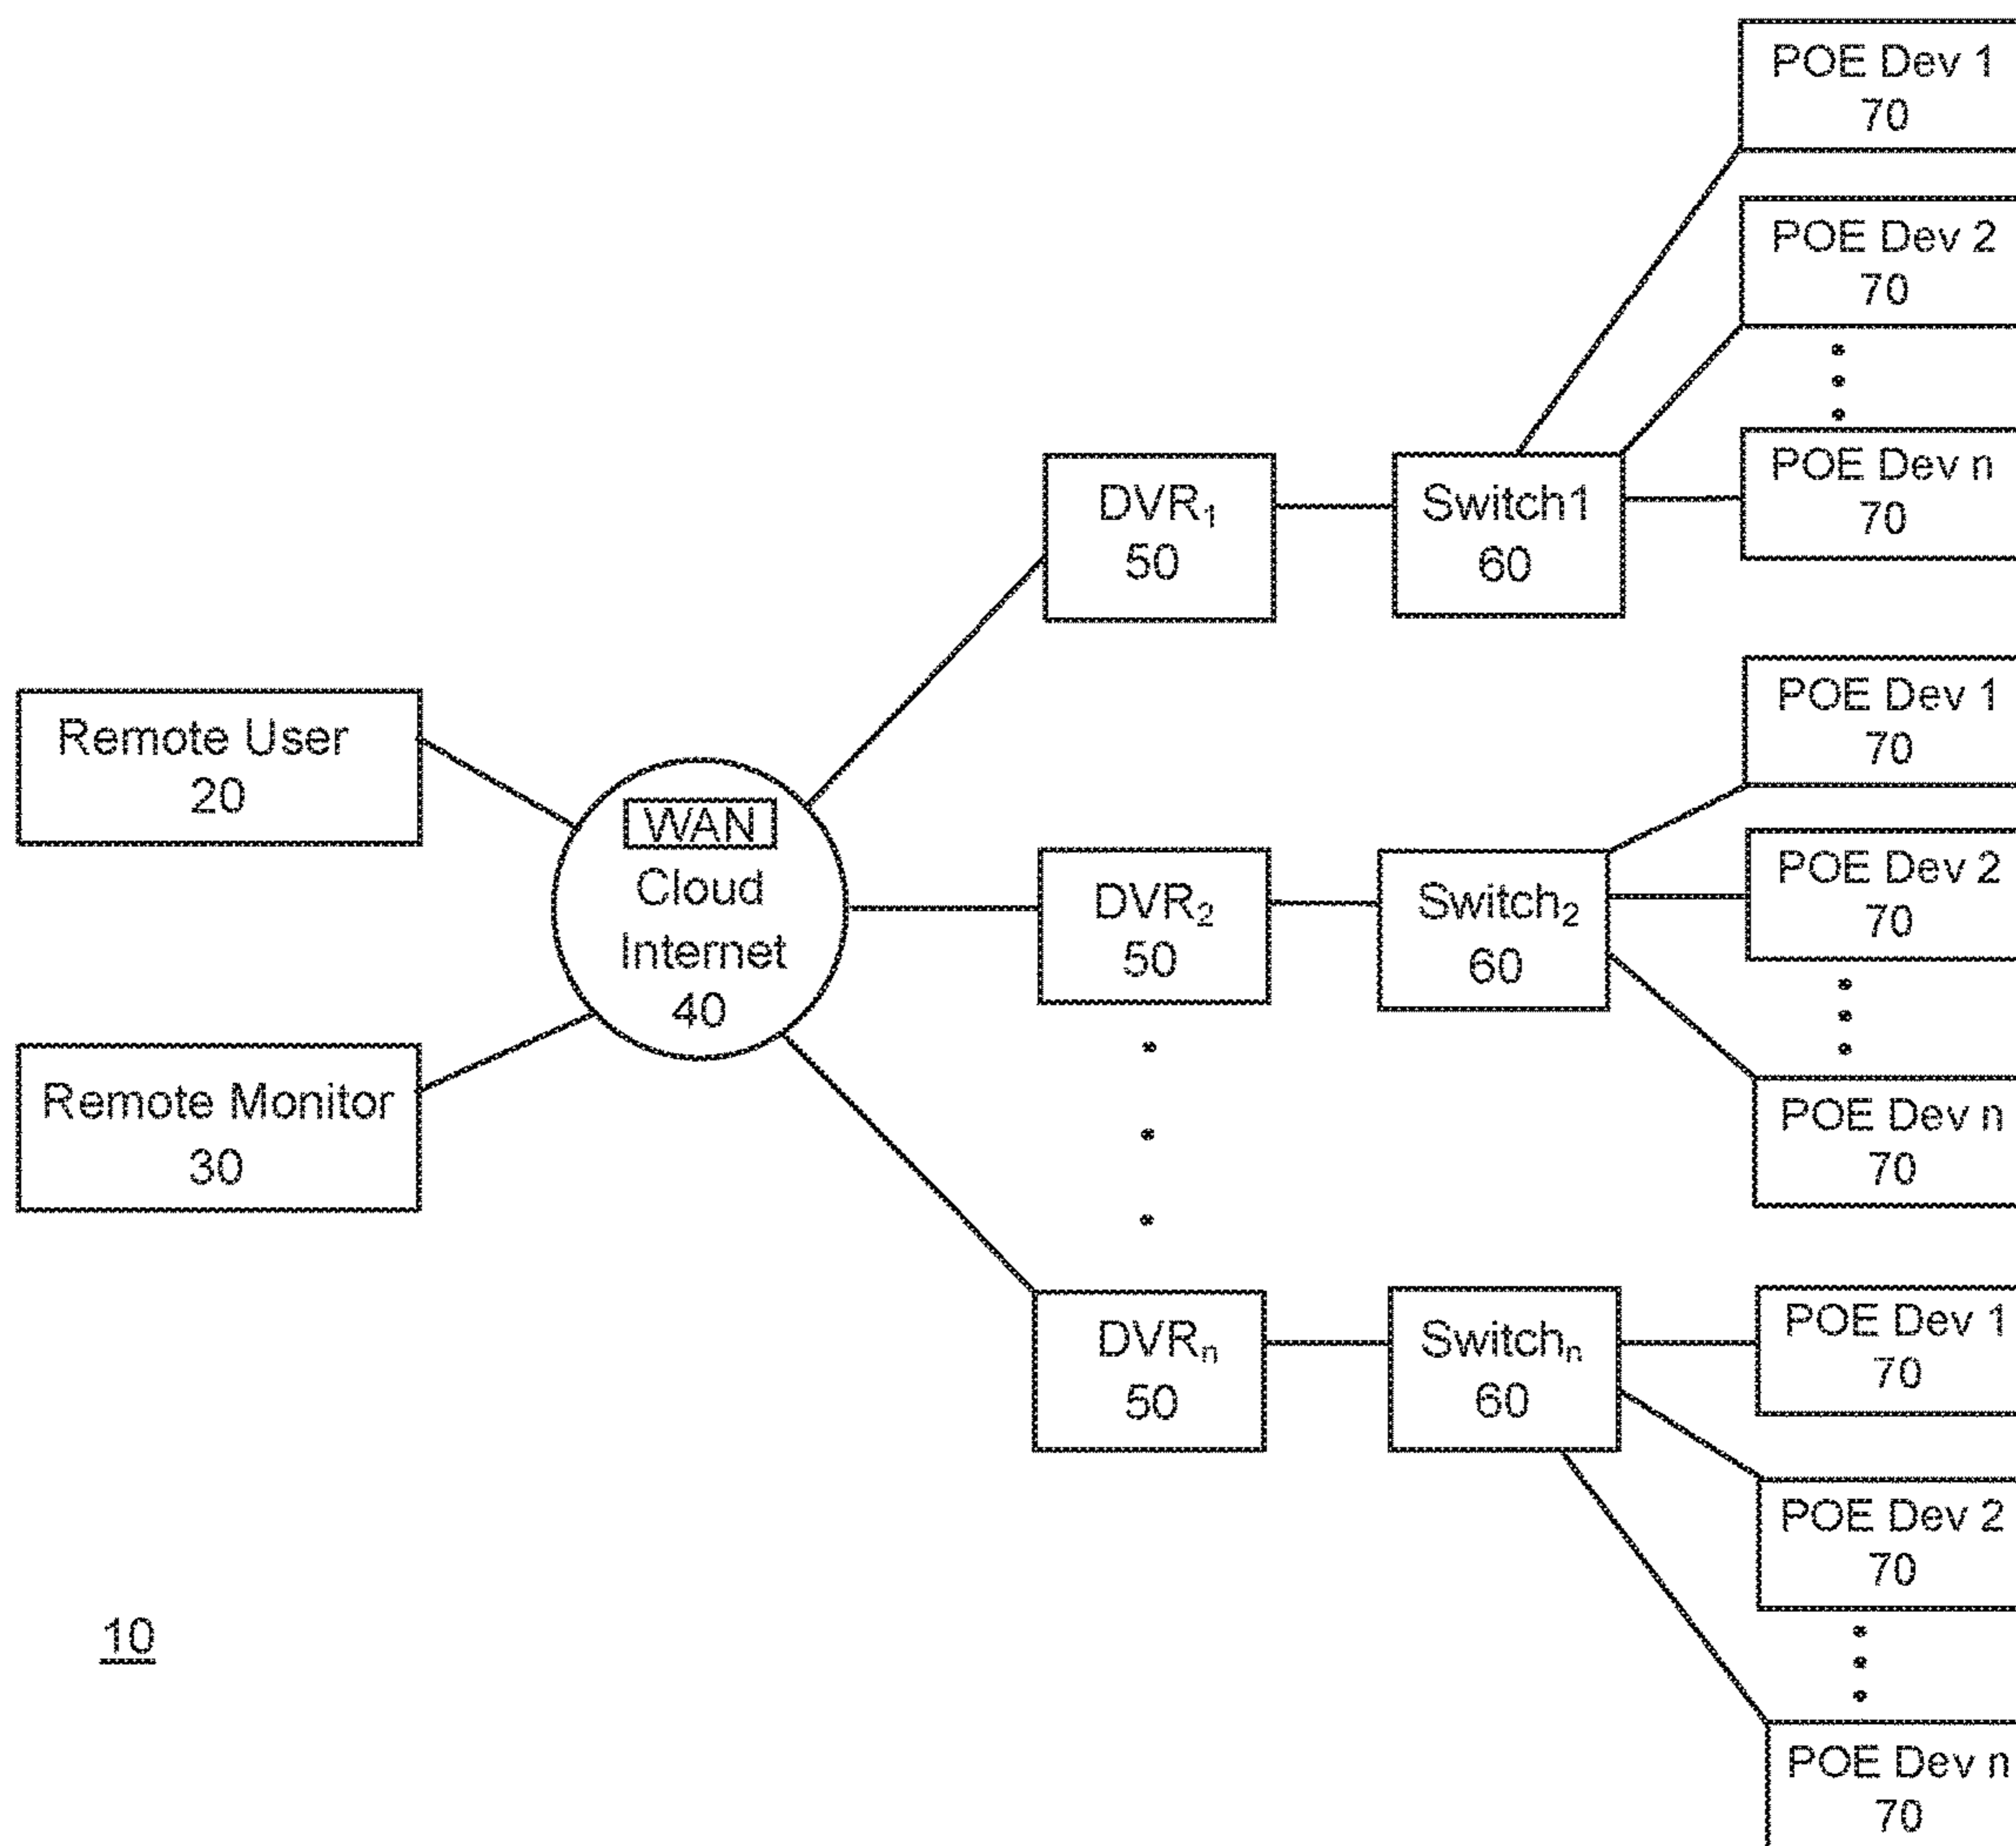 POE Dev 1
70
POE Dev 2
70
POE Dev n
70
DVR₁
50
Switch1
60
Remote User
20
Remote Monitor
30
WAN
Cloud
Internet
40
DVR₂
50
Switch₂
60
POE Dev 1
70
POE Dev 2
70
POE Dev n
70
DVRₙ
50
Switchₙ
60
POE Dev 1
70
POE Dev 2
70
POE Dev n
70
10